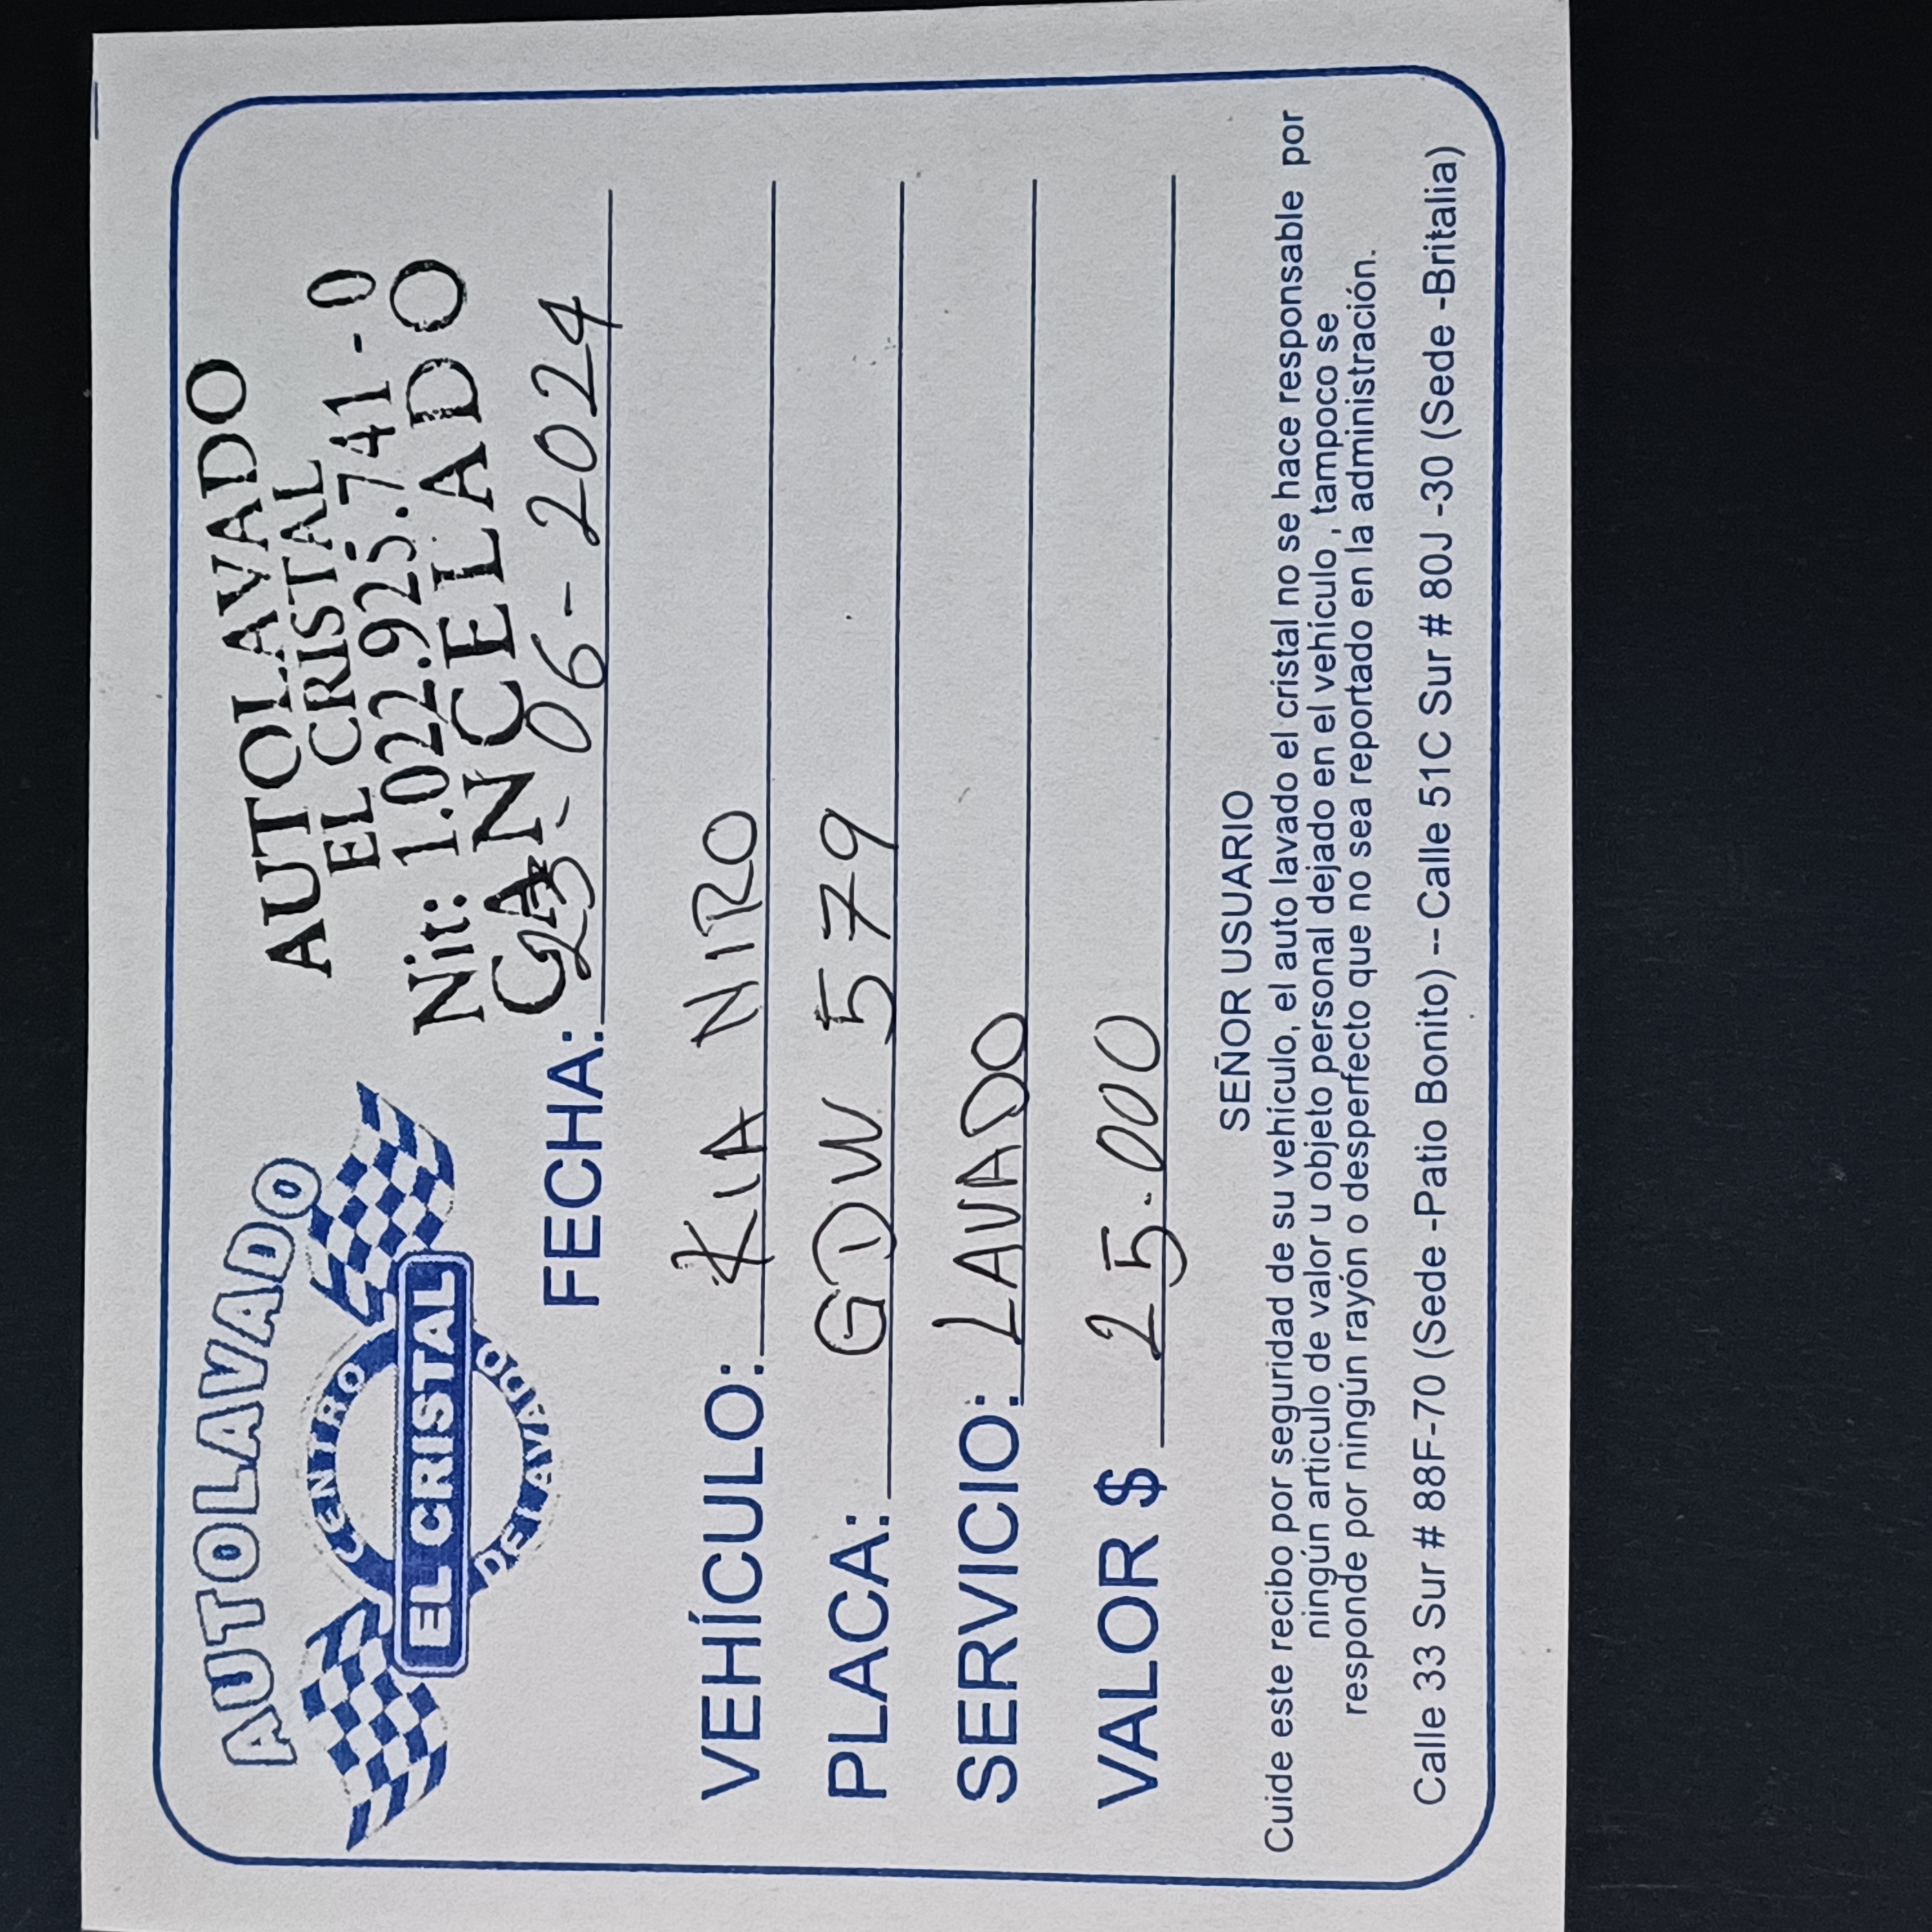 AUTOLAVADO
CENTRO
EL CRISTAL
DE LAVADO
AUTOLAVADO
EL CRISTAL
Nit: 1.022.925.741-0
CANCELADO
FECHA: 23-06-2024
VEHÍCULO: KIA NIRO
PLACA: GDW 579
SERVICIO: LAVADO
VALOR $ 25.000
SEÑOR USUARIO
Cuide este recibo por seguridad de su vehículo, el auto lavado el cristal no se hace responsable por
ningún articulo de valor u objeto personal dejado en el vehículo , tampoco se
responde por ningún rayón o desperfecto que no sea reportado en la administración.
Calle 33 Sur # 88F-70 (Sede -Patio Bonito) -- Calle 51C Sur # 80J -30 (Sede -Britalia)